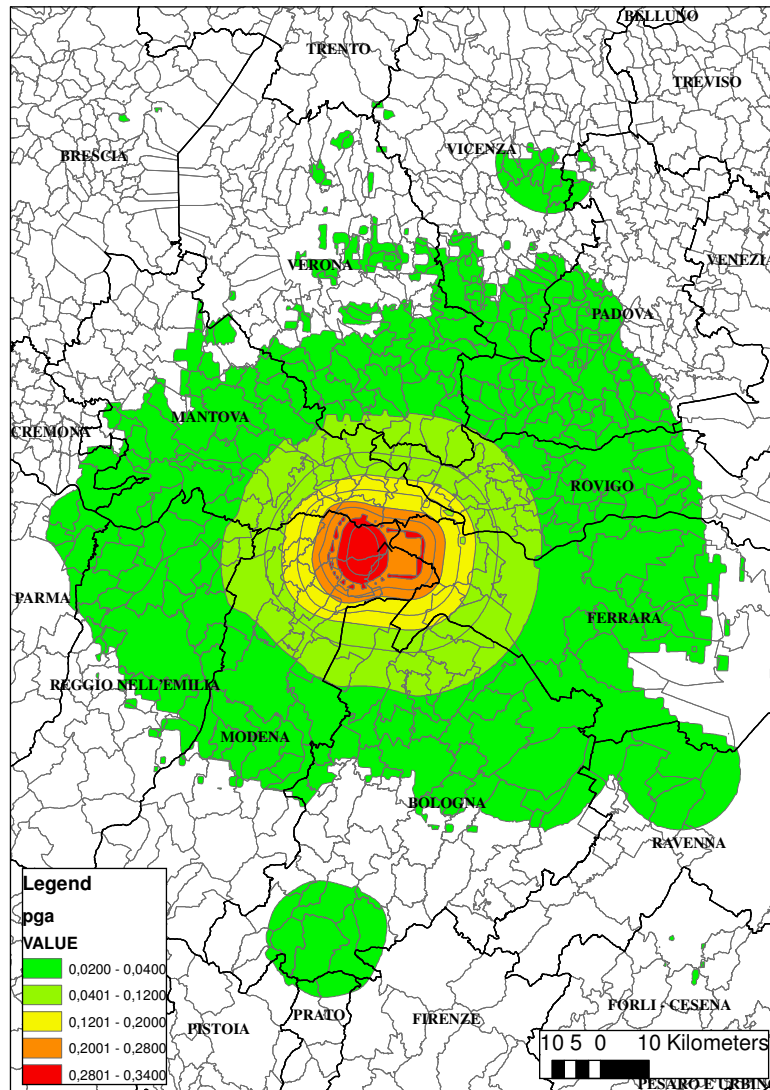 BELLUNO
TRENTO
TREVISO
BRESCIA
VICENZA
VERONA
VENEZIA
PADOVA
MANTOVA
CREMONA
ROVIGO
PARMA
FERRARA
REGGIO NELL'EMILIA
MODENA
BOLOGNA
RAVENNA
Legend
pga
VALUE
0,0200 - 0,0400
0,0401 - 0,1200
0,1201 - 0,2000
0,2001 - 0,2800
0,2801 - 0,3400
PISTOIA
PRATO
FIRENZE
FORLI - CESENA
10 5 0 10 Kilometers
PESARO E URBIN